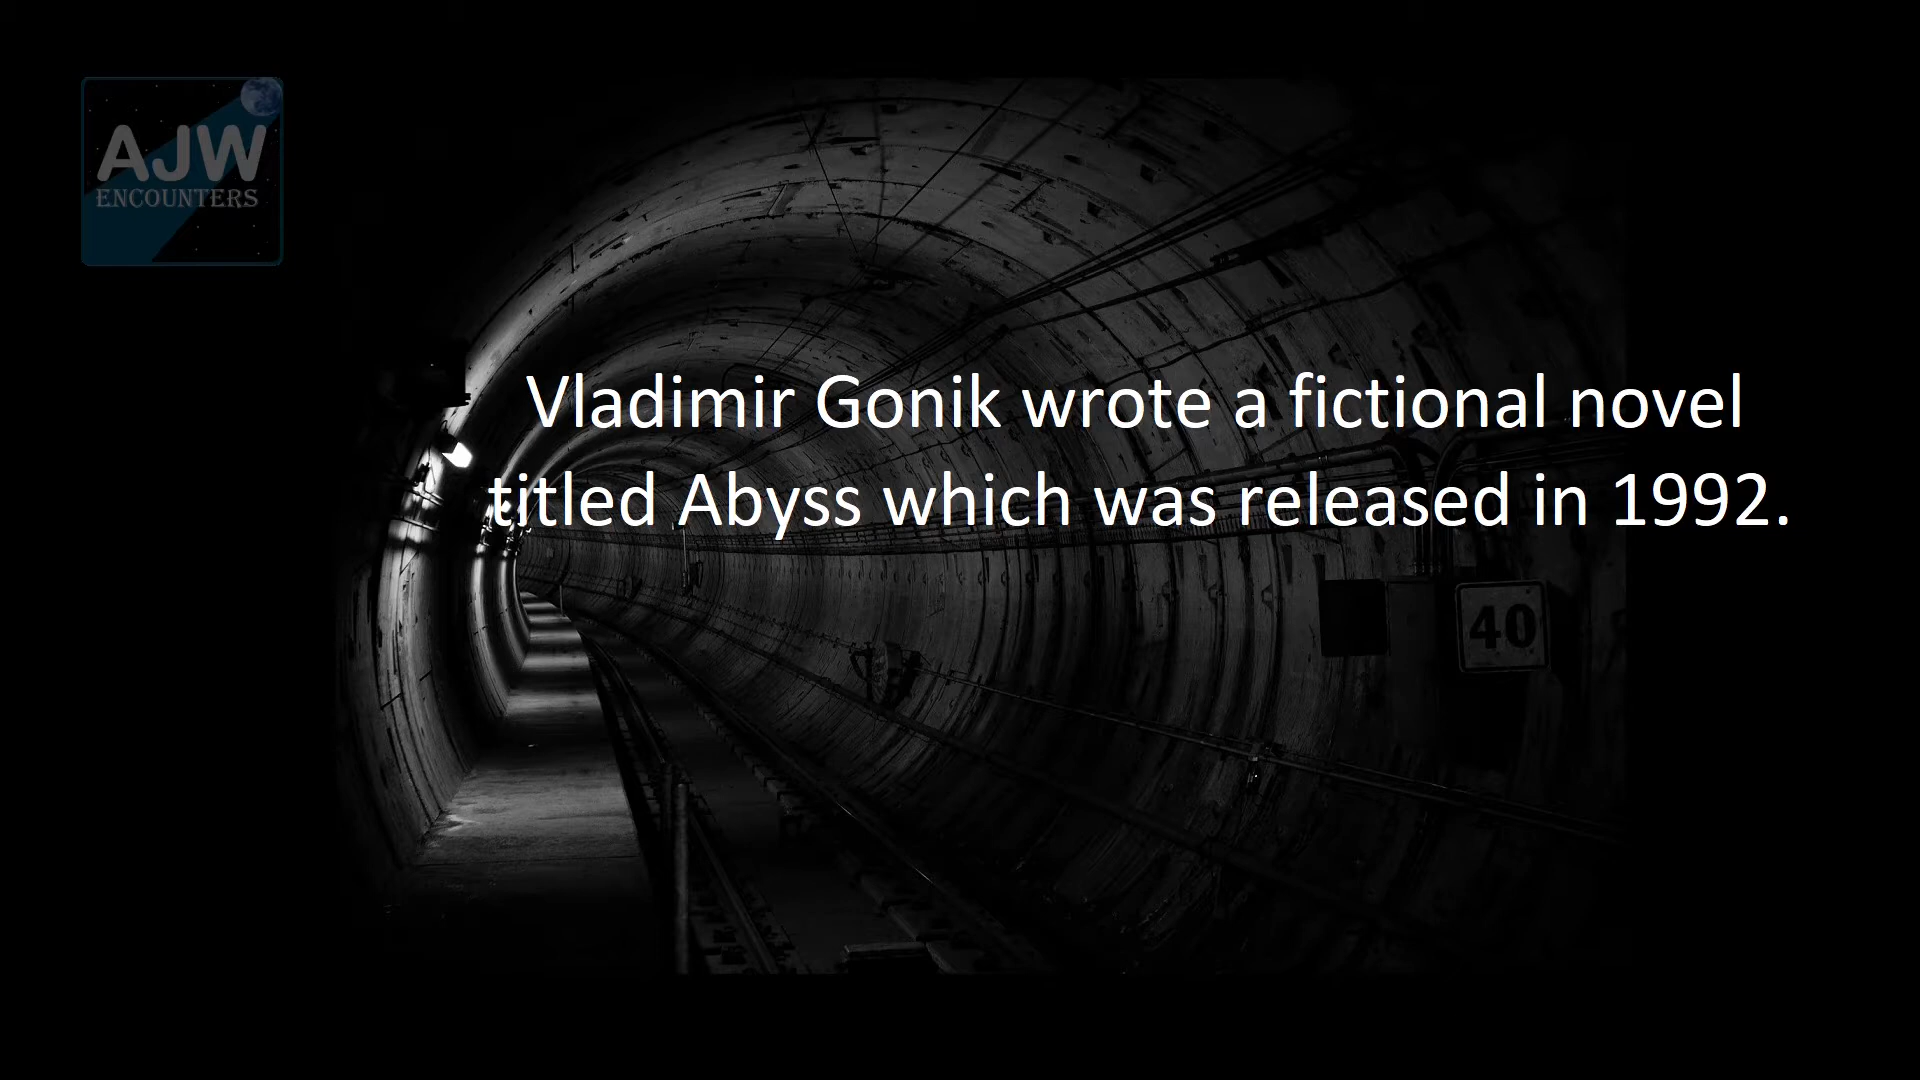 AJW
ENCOUNTERS
Vladimir Gonik wrote a fictional novel
titled Abyss which was released in 1992.
40